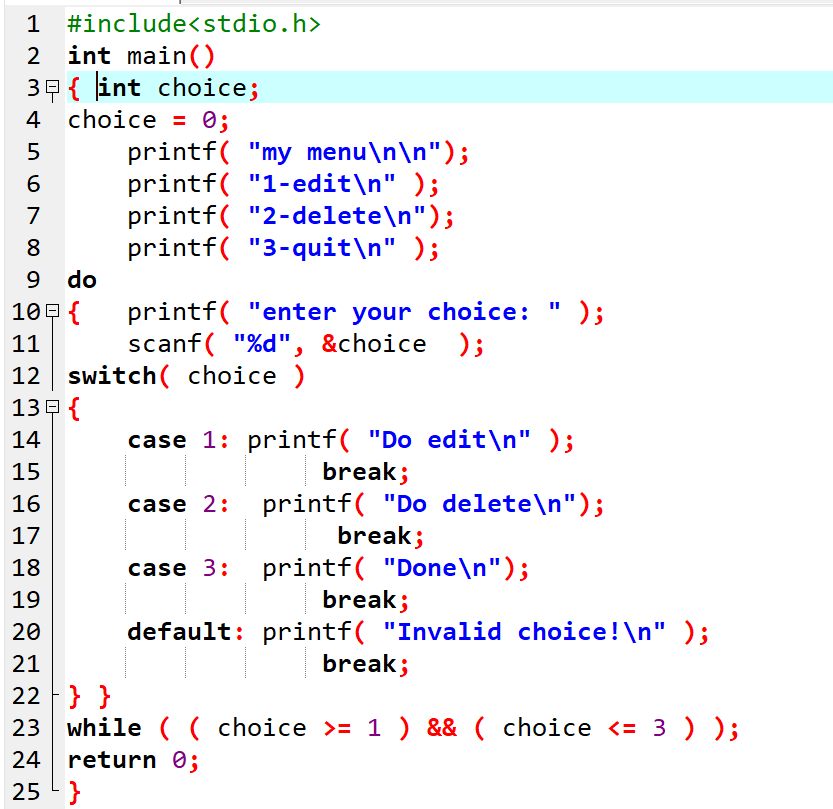 1 #include<stdio.h>
2 int main()
3 { int choice;
4 choice = 0;
5     printf( "my menu\n\n");
6     printf( "1-edit\n" );
7     printf( "2-delete\n");
8     printf( "3-quit\n" );
9 do
10 {   printf( "enter your choice: " );
11     scanf( "%d", &choice  );
12 switch( choice )
13 {
14     case 1: printf( "Do edit\n" );
15                  break;
16     case 2:  printf( "Do delete\n");
17                   break;
18     case 3:  printf( "Done\n");
19                  break;
20     default: printf( "Invalid choice!\n" );
21                  break;
22 } }
23 while ( ( choice >= 1 ) && ( choice <= 3 ) );
24 return 0;
25 }